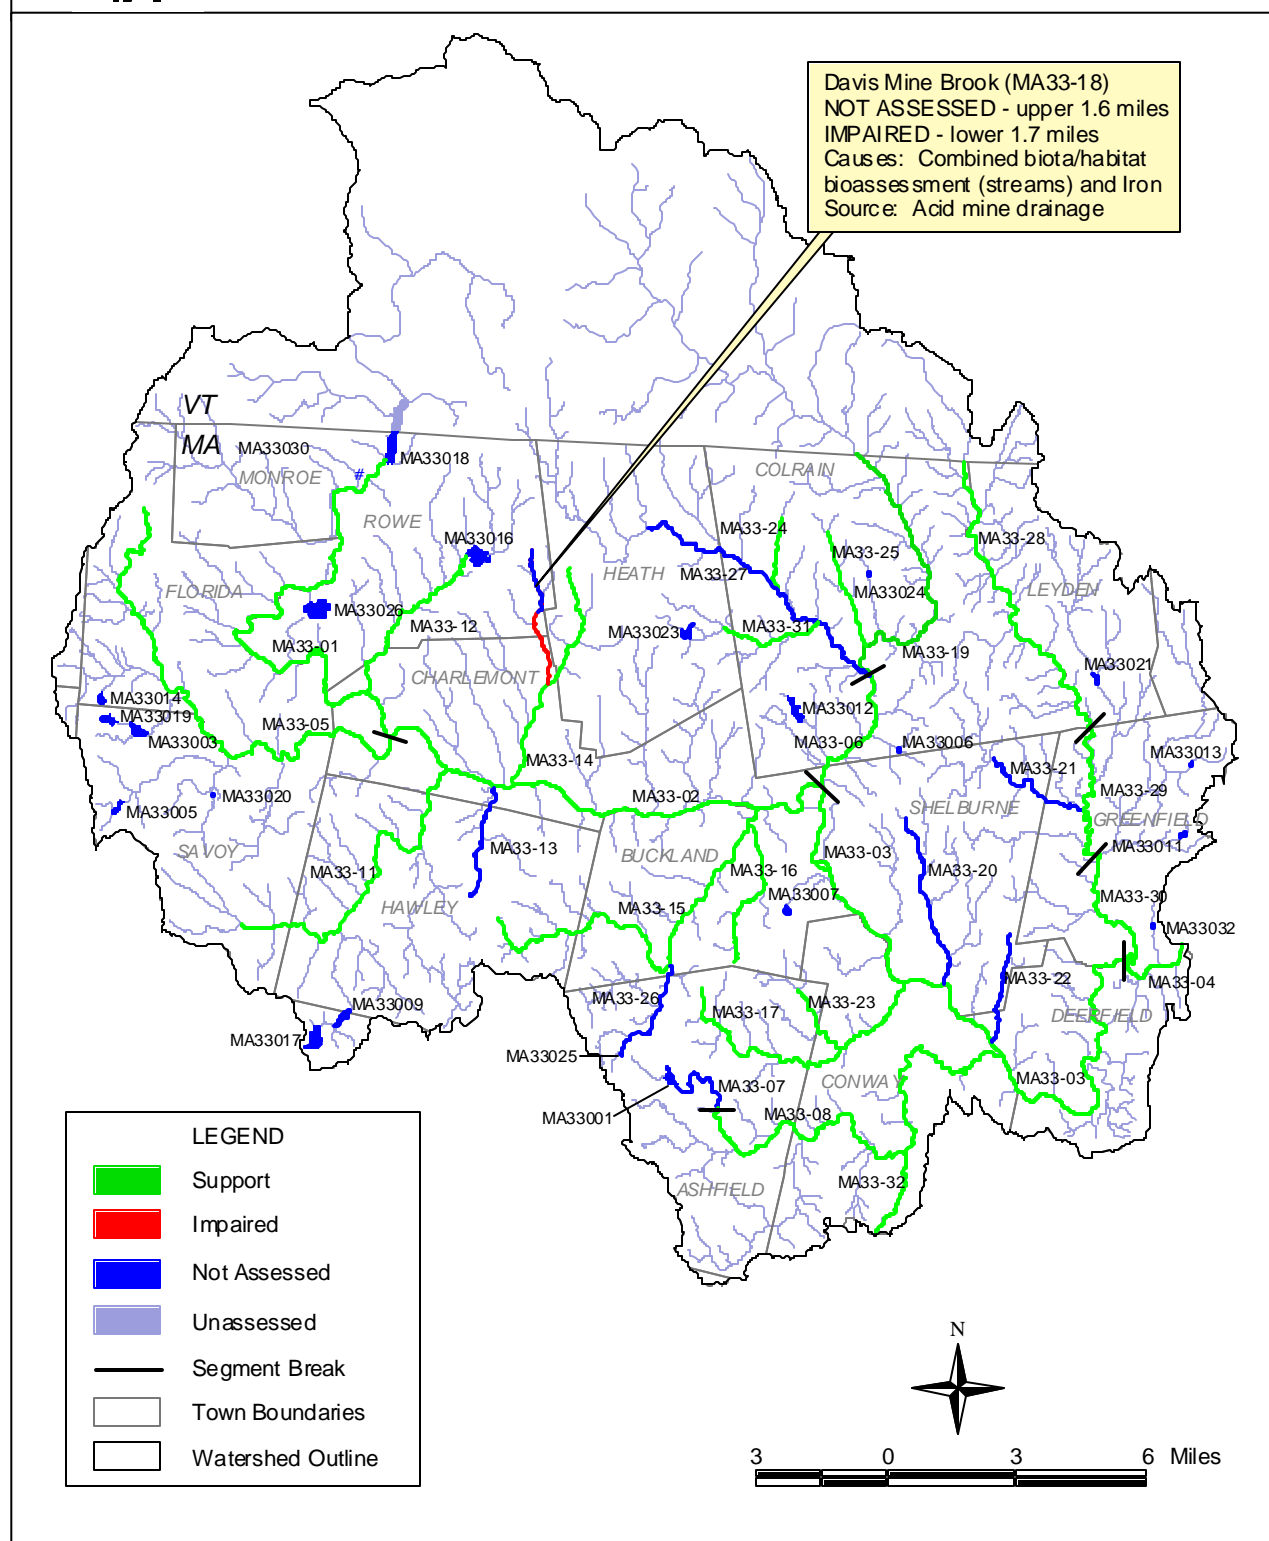 Davis Mine Brook (MA33-18)
NOT ASSESSED - upper 1.6 miles
IMPAIRED - lower 1.7 miles
Causes: Combined biota/habitat
bioassessment (streams) and Iron
Source: Acid mine drainage
VT
MA
MA33030
MONROE
#
MA33018
COLRAIN
ROWE
MA33016
MA33-24
MA33-28
MA33-25
HEATH
MA33-27
FLORIDA
MA33024
LEYDEN
MA33026
MA33-12
MA33023
MA33-31
MA33-01
MA33-19
MA33021
CHARLEMONT
MA33014
MA33019
MA33-05
MA33003
MA33012
MA33-06
MA33006
MA33013
MA33-14
MA33-21
MA33020
MA33-02
MA33-29
MA33005
SHELBURNE
GREENFIELD
SAVOY
MA33-13
BUCKLAND
MA33-03
MA33011
MA33-11
MA33-16
MA33-20
MA33007
MA33-30
HAWLEY
MA33-15
MA33032
MA33-26
MA33-22
MA33-04
MA33009
MA33-17
MA33-23
DEERFIELD
MA33017
MA33025
MA33-07
CONWAY
MA33-03
MA33001
MA33-08
MA33-32
ASHFIELD
LEGEND
Support
Impaired
Not Assessed
Unassessed
Segment Break
Town Boundaries
Watershed Outline
N
3 0 3 6 Miles